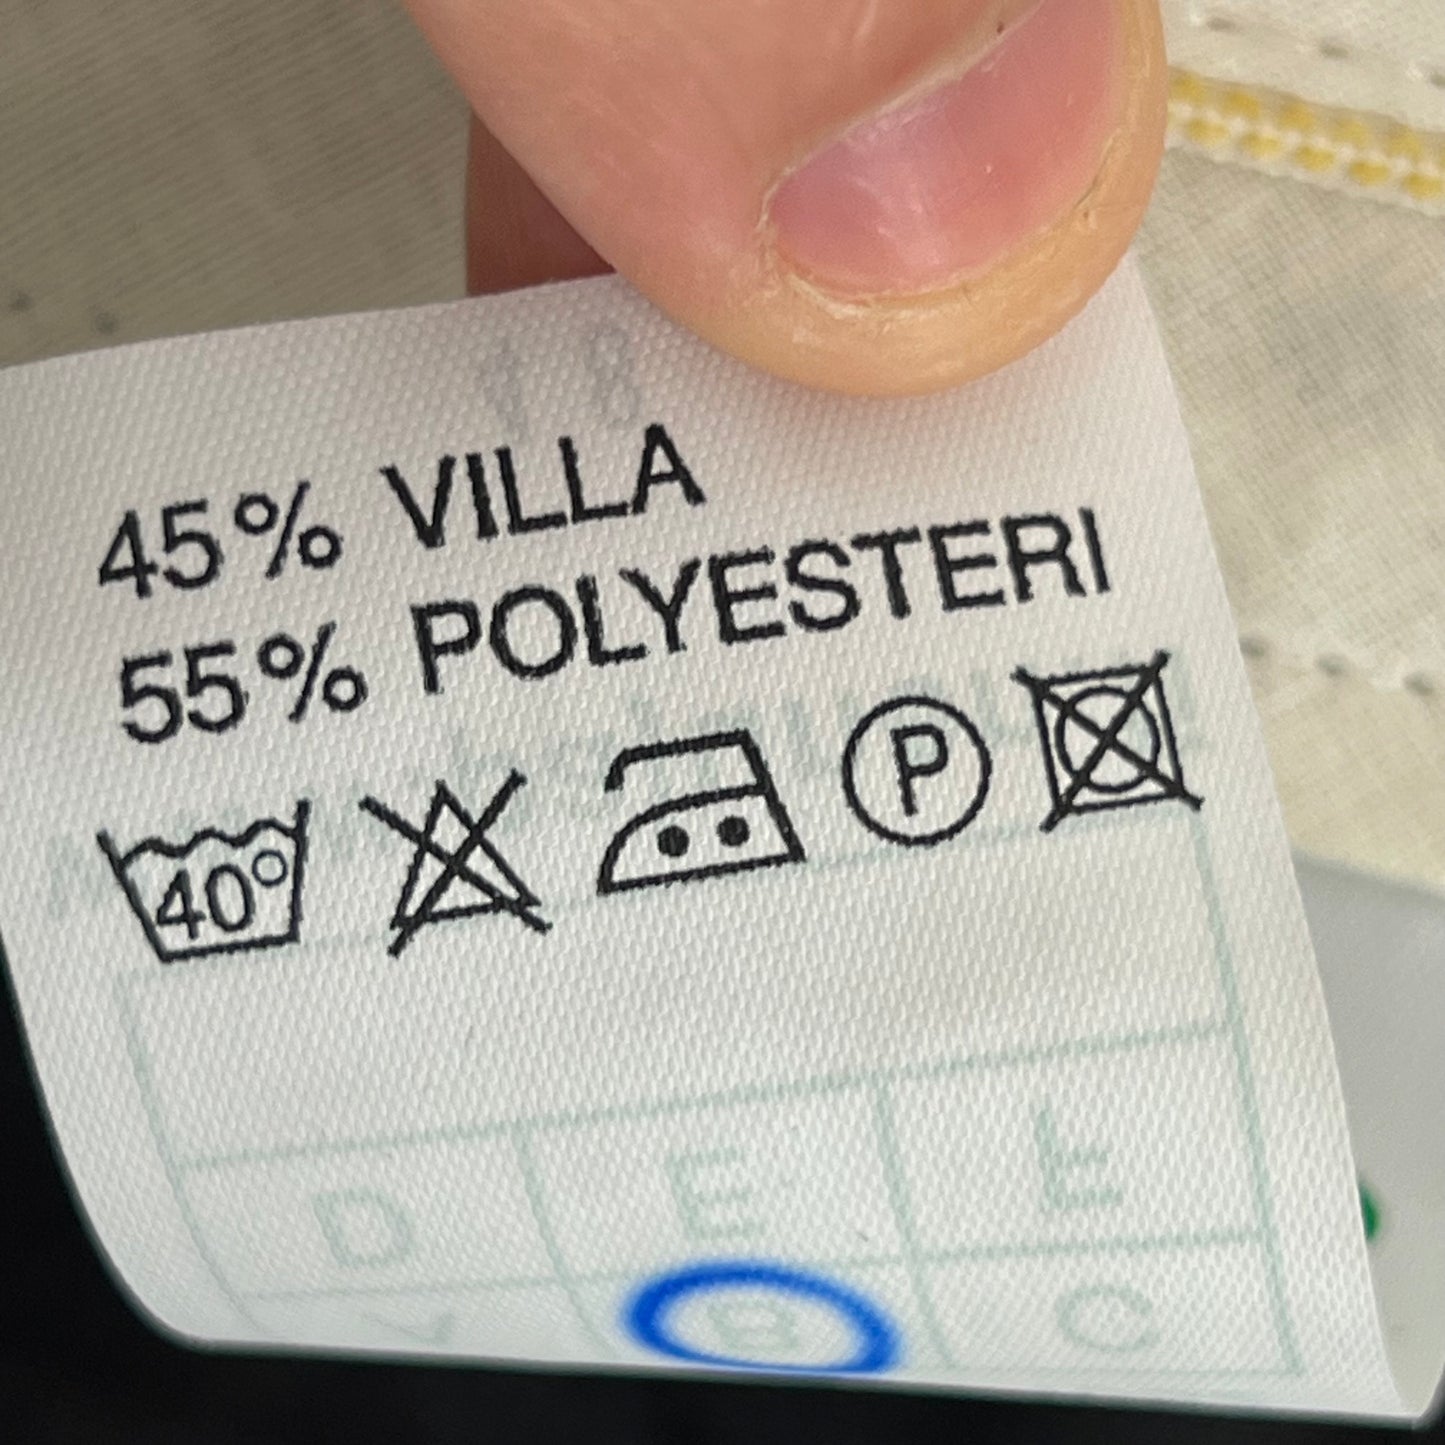 45% VILLA
55% POLYESTERI
40° P
D E F
B C